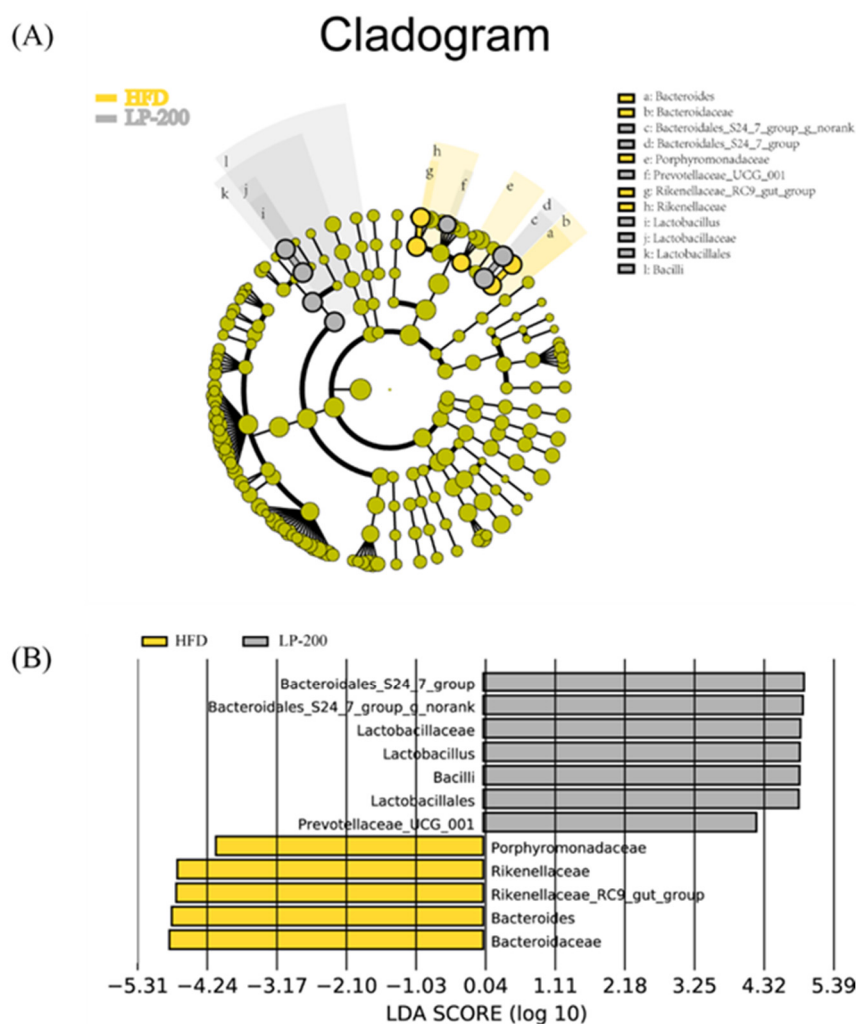 (A)
Cladogram
HFD
LP-200
a: Bacteroides
b: Bacteroidaceae
c: Bacteroidales_S24_7_group_g_norank
d: Bacteroidales_S24_7_group
e: Porphyromonadaceae
f: Prevotellaceae_UCG_001
g: Rikenellaceae_RC9_gut_group
h: Rikenellaceae
i: Lactobacillus
j: Lactobacillaceae
k: Lactobacillales
l: Bacilli
l
k
j
i
h
g
f
e
d
c
b
a
(B)
HFD
LP-200
Bacteroidales_S24_7_group
Bacteroidales_S24_7_group_g_norank
Lactobacillaceae
Lactobacillus
Bacilli
Lactobacillales
Prevotellaceae_UCG_001
Porphyromonadaceae
Rikenellaceae
Rikenellaceae_RC9_gut_group
Bacteroides
Bacteroidaceae
−5.31 −4.24 −3.17 −2.10 −1.03 0.04 1.11 2.18 3.25 4.32 5.39
LDA SCORE (log 10)